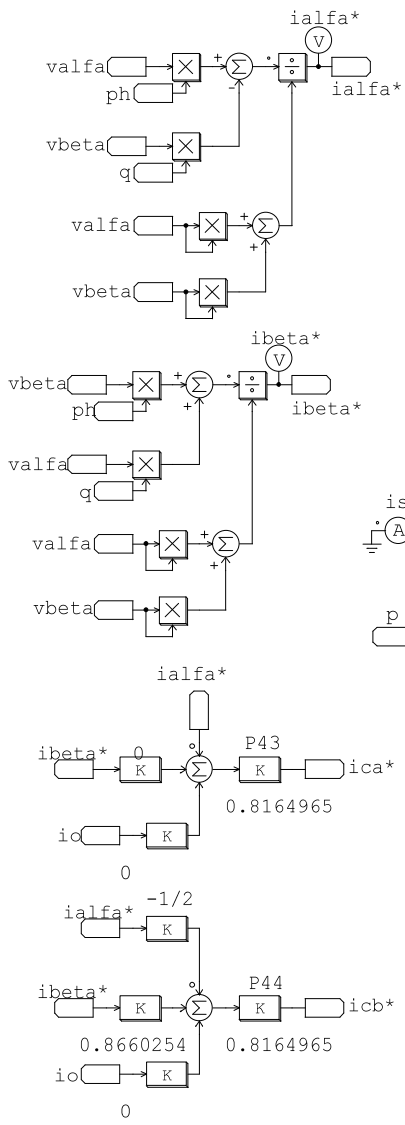 ialfa*
V
valfa
+
÷
ialfa*
ph
-
vbeta
q
valfa
+
+
vbeta
ibeta*
V
vbeta
+
÷
ibeta*
ph
+
valfa
q
is
A
valfa
+
+
vbeta
p
ialfa*
ibeta*
0
K
P43
K
ica*
0.8164965
io
K
0
-1/2
ialfa*
K
ibeta*
K
P44
K
icb*
0.8660254
0.8164965
io
K
0